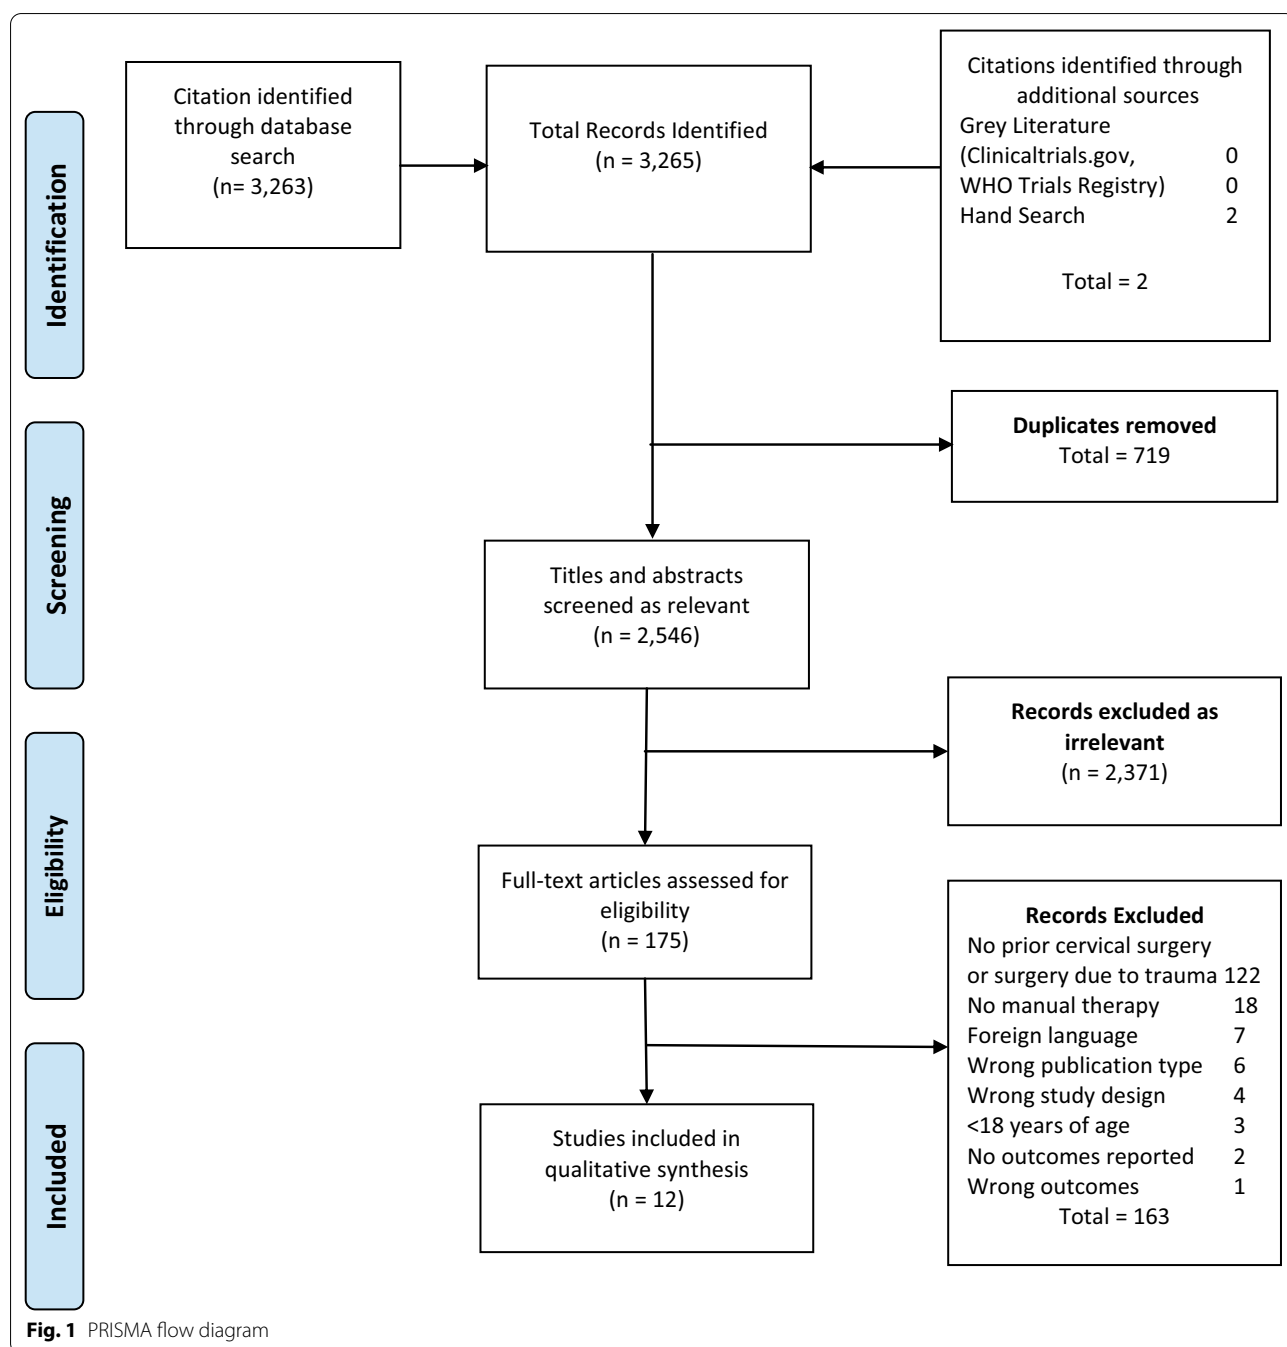 Citation identified
through database
search
(n= 3,263)
Total Records Identified
(n = 3,265)
Citations identified through
additional sources
Grey Literature
(Clinicaltrials.gov, 0
WHO Trials Registry) 0
Hand Search 2
Total = 2
Identification
Duplicates removed
Total = 719
Screening
Titles and abstracts
screened as relevant
(n = 2,546)
Records excluded as
irrelevant
(n = 2,371)
Eligibility
Full-text articles assessed for
eligibility
(n = 175)
Records Excluded
No prior cervical surgery
or surgery due to trauma 122
No manual therapy 18
Foreign language 7
Wrong publication type 6
Wrong study design 4
<18 years of age 3
No outcomes reported 2
Wrong outcomes 1
Total = 163
Included
Studies included in
qualitative synthesis
(n = 12)
Fig. 1 PRISMA flow diagram